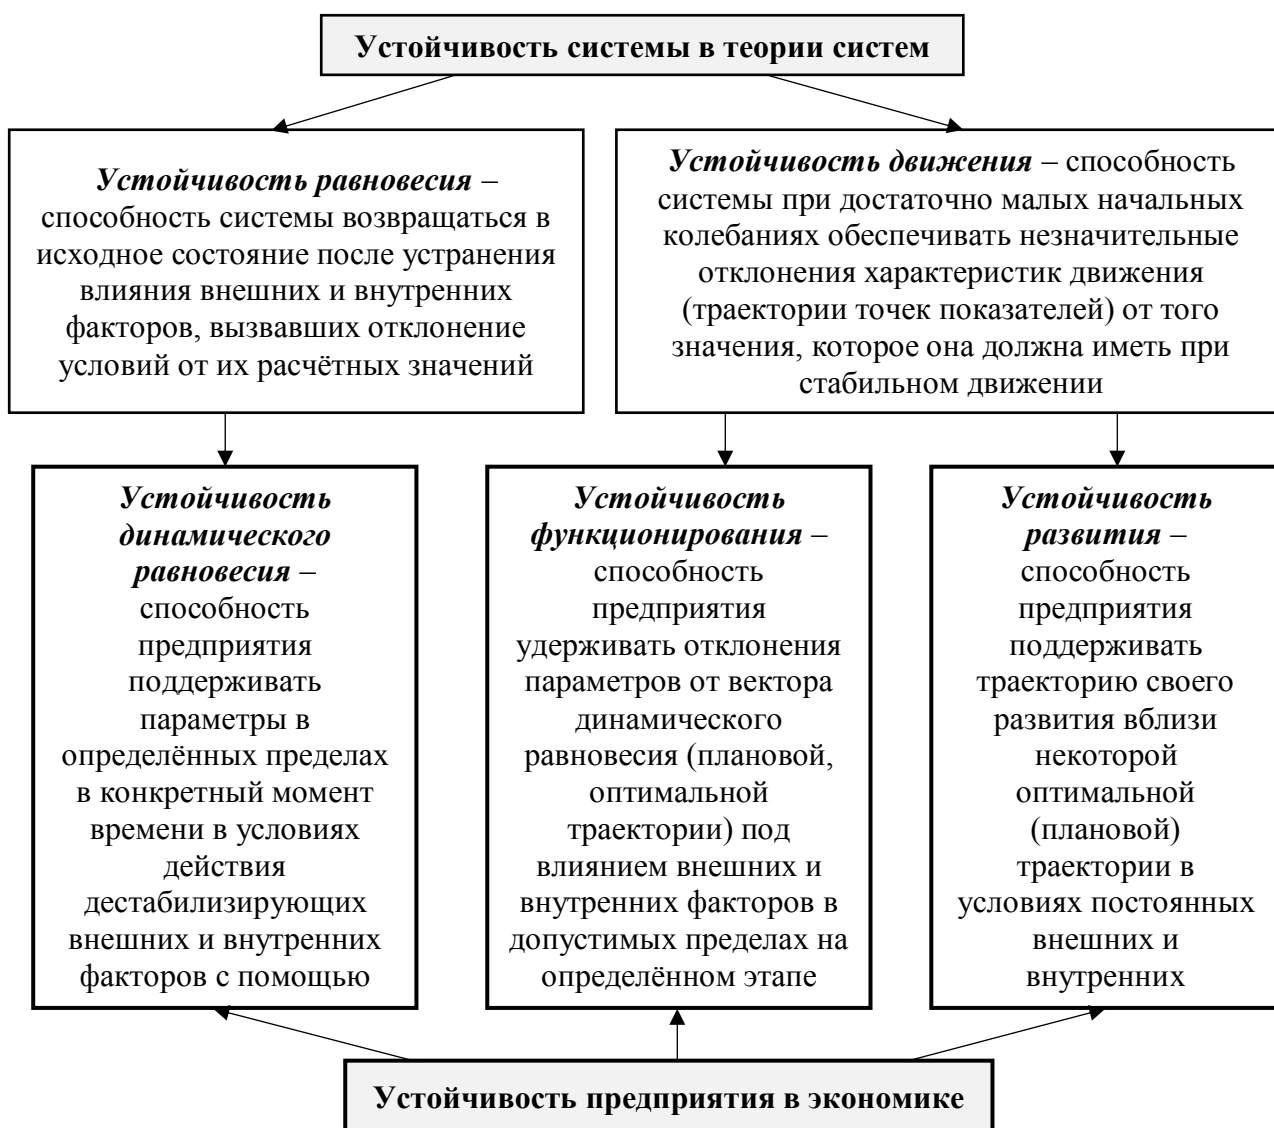 Устойчивость системы в теории систем
Устойчивость равновесия –
способность системы возвращаться в
исходное состояние после устранения
влияния внешних и внутренних
факторов, вызвавших отклонение
условий от их расчётных значений
Устойчивость движения – способность
системы при достаточно малых начальных
колебаниях обеспечивать незначительные
отклонения характеристик движения
(траектории точек показателей) от того
значения, которое она должна иметь при
стабильном движении
Устойчивость
динамического
равновесия –
способность
предприятия
поддерживать
параметры в
определённых пределах
в конкретный момент
времени в условиях
действия
дестабилизирующих
внешних и внутренних
факторов с помощью
Устойчивость
функционирования –
способность
предприятия
удерживать отклонения
параметров от вектора
динамического
равновесия (плановой,
оптимальной
траектории) под
влиянием внешних и
внутренних факторов в
допустимых пределах на
определённом этапе
Устойчивость
развития –
способность
предприятия
поддерживать
траекторию своего
развития вблизи
некоторой
оптимальной
(плановой)
траектории в
условиях постоянных
внешних и
внутренних
Устойчивость предприятия в экономике